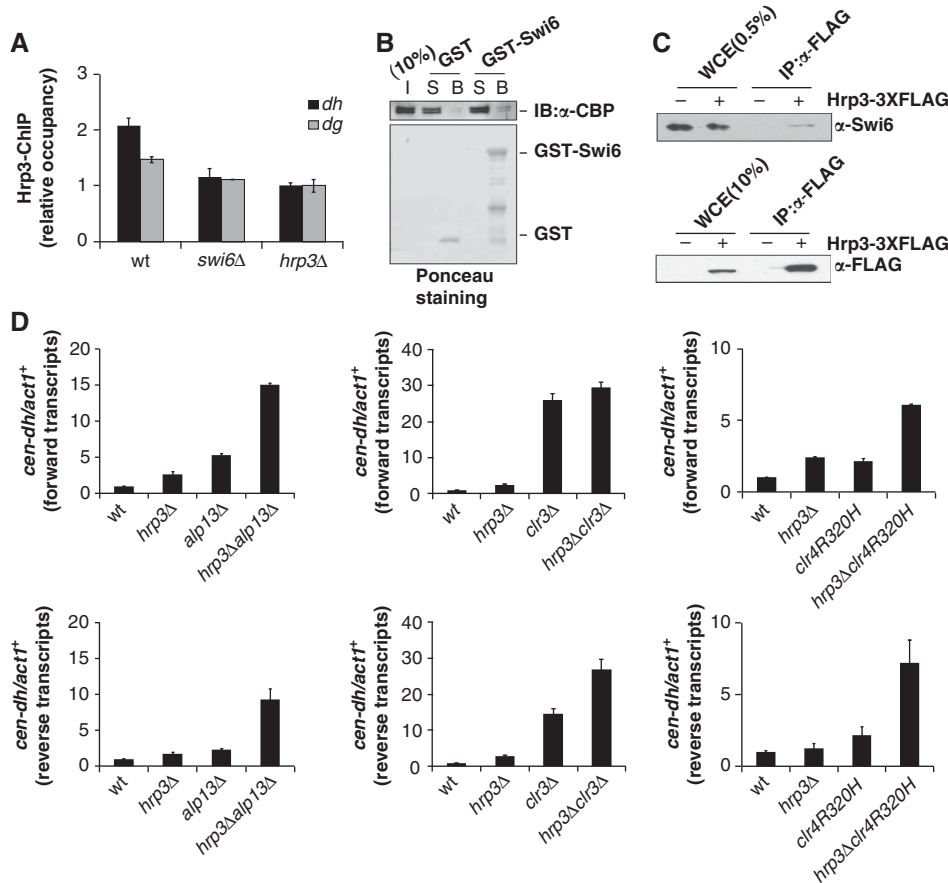 A
Hrp3-ChIP
(relative occupancy)
3
2
1
0
dh
dg
wt
swi6Δ
hrp3Δ
B
(10%)
GST
GST-Swi6
I S B S B
IB:α-CBP
GST-Swi6
GST
Ponceau
staining
C
WCE(0.5%)
IP:α-FLAG
– + – + Hrp3-3XFLAG
α-Swi6
WCE(10%)
IP:α-FLAG
– + – + Hrp3-3XFLAG
α-FLAG
D
cen-dh/act1+
(forward transcripts)
20
15
10
5
0
wt
hrp3Δ
alp13Δ
hrp3Δalp13Δ
cen-dh/act1+
(forward transcripts)
40
30
20
10
0
wt
hrp3Δ
clr3Δ
hrp3Δclr3Δ
cen-dh/act1+
(forward transcripts)
10
5
0
wt
hrp3Δ
clr4R320H
hrp3Δclr4R320H
cen-dh/act1+
(reverse transcripts)
20
15
10
5
0
wt
hrp3Δ
alp13Δ
hrp3Δalp13Δ
cen-dh/act1+
(reverse transcripts)
40
30
20
10
0
wt
hrp3Δ
clr3Δ
hrp3Δclr3Δ
cen-dh/act1+
(reverse transcripts)
10
5
0
wt
hrp3Δ
clr4R320H
hrp3Δclr4R320H